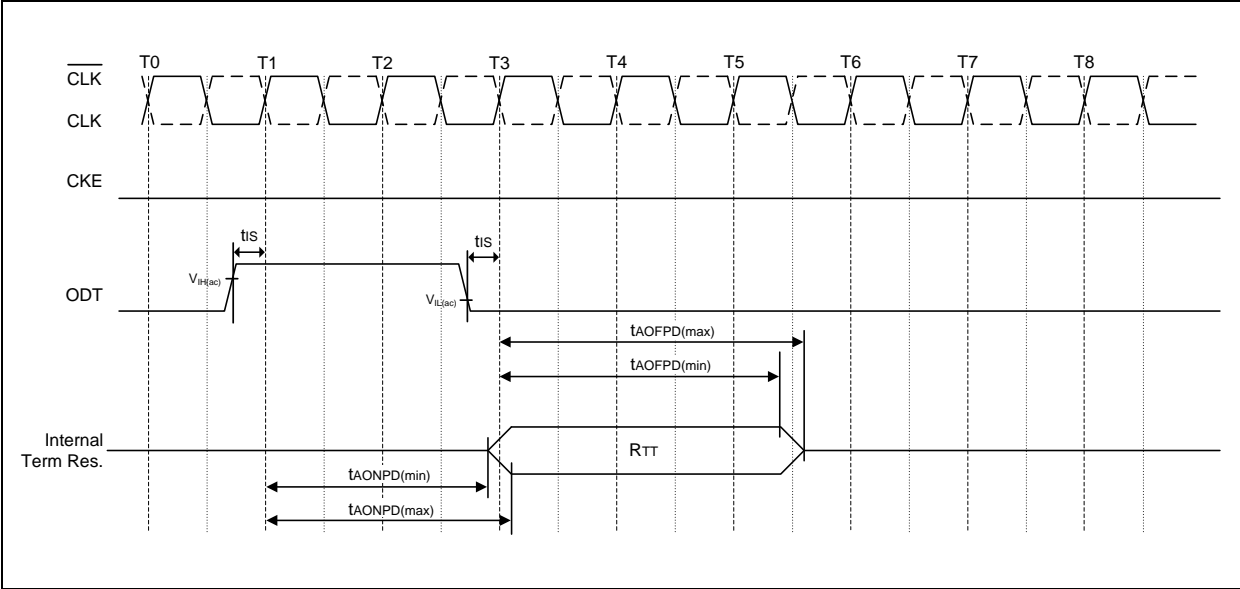 T0 T1 T2 T3 T4 T5 T6 T7 T8
CLK
CLK
CKE
tIS
tIS
VIH(ac)
ODT
VIL(ac)
tAOFPD(max)
tAOFPD(min)
Internal
Term Res.
RTT
tAONPD(min)
tAONPD(max)